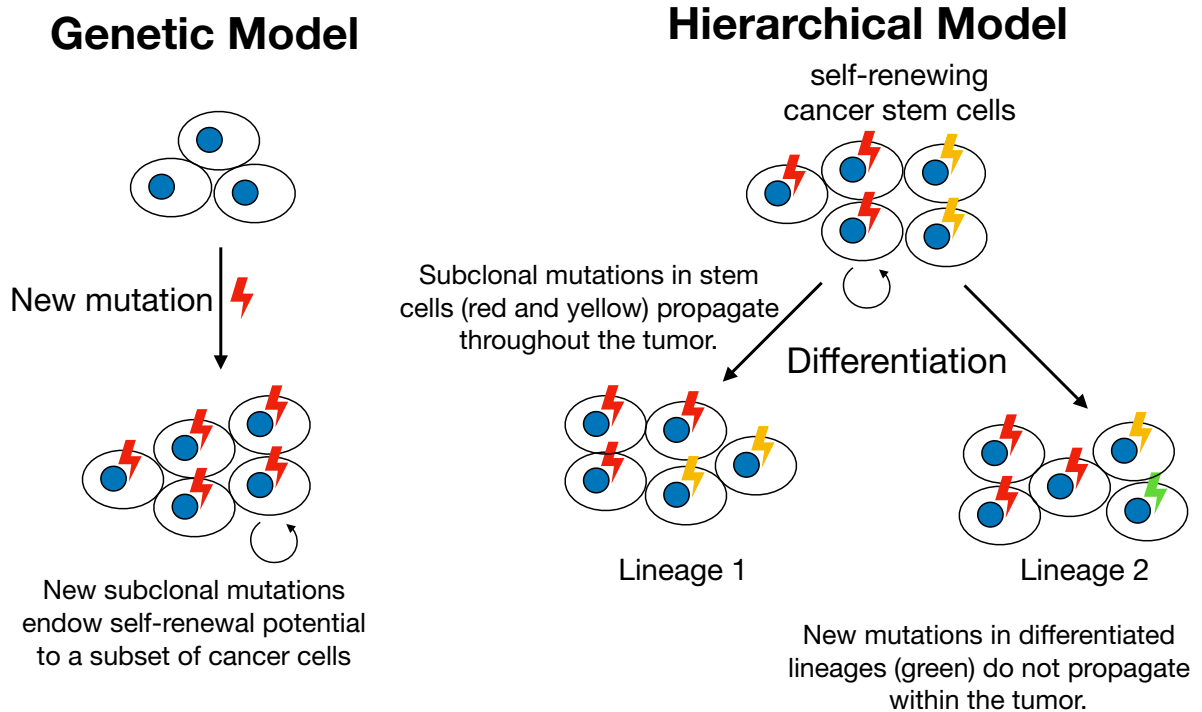 Genetic Model
New mutation
New subclonal mutations
endow self-renewal potential
to a subset of cancer cells
Hierarchical Model
self-renewing
cancer stem cells
Subclonal mutations in stem
cells (red and yellow) propagate
throughout the tumor.
Differentiation
Lineage 1
Lineage 2
New mutations in differentiated
lineages (green) do not propagate
within the tumor.